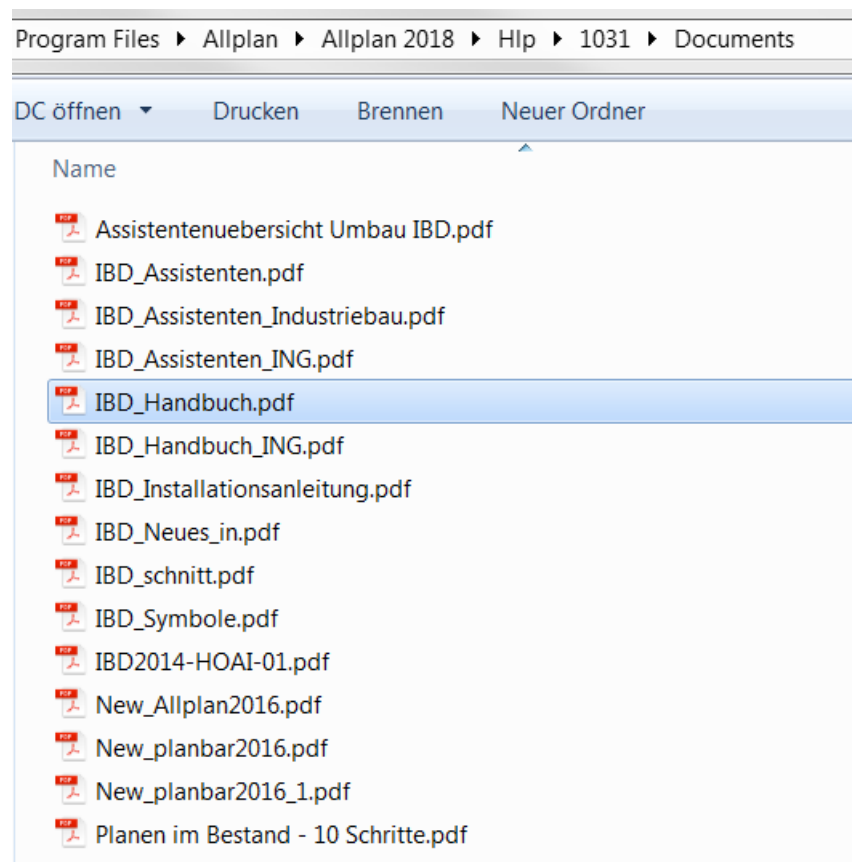 Program Files ▸ Allplan ▸ Allplan 2018 ▸ Hlp ▸ 1031 ▸ Documents
DC öffnen ▾ Drucken Brennen Neuer Ordner
Name
Assistentenuebersicht Umbau IBD.pdf
IBD_Assistenten.pdf
IBD_Assistenten_Industriebau.pdf
IBD_Assistenten_ING.pdf
IBD_Handbuch.pdf
IBD_Handbuch_ING.pdf
IBD_Installationsanleitung.pdf
IBD_Neues_in.pdf
IBD_schnitt.pdf
IBD_Symbole.pdf
IBD2014-HOAI-01.pdf
New_Allplan2016.pdf
New_planbar2016.pdf
New_planbar2016_1.pdf
Planen im Bestand - 10 Schritte.pdf